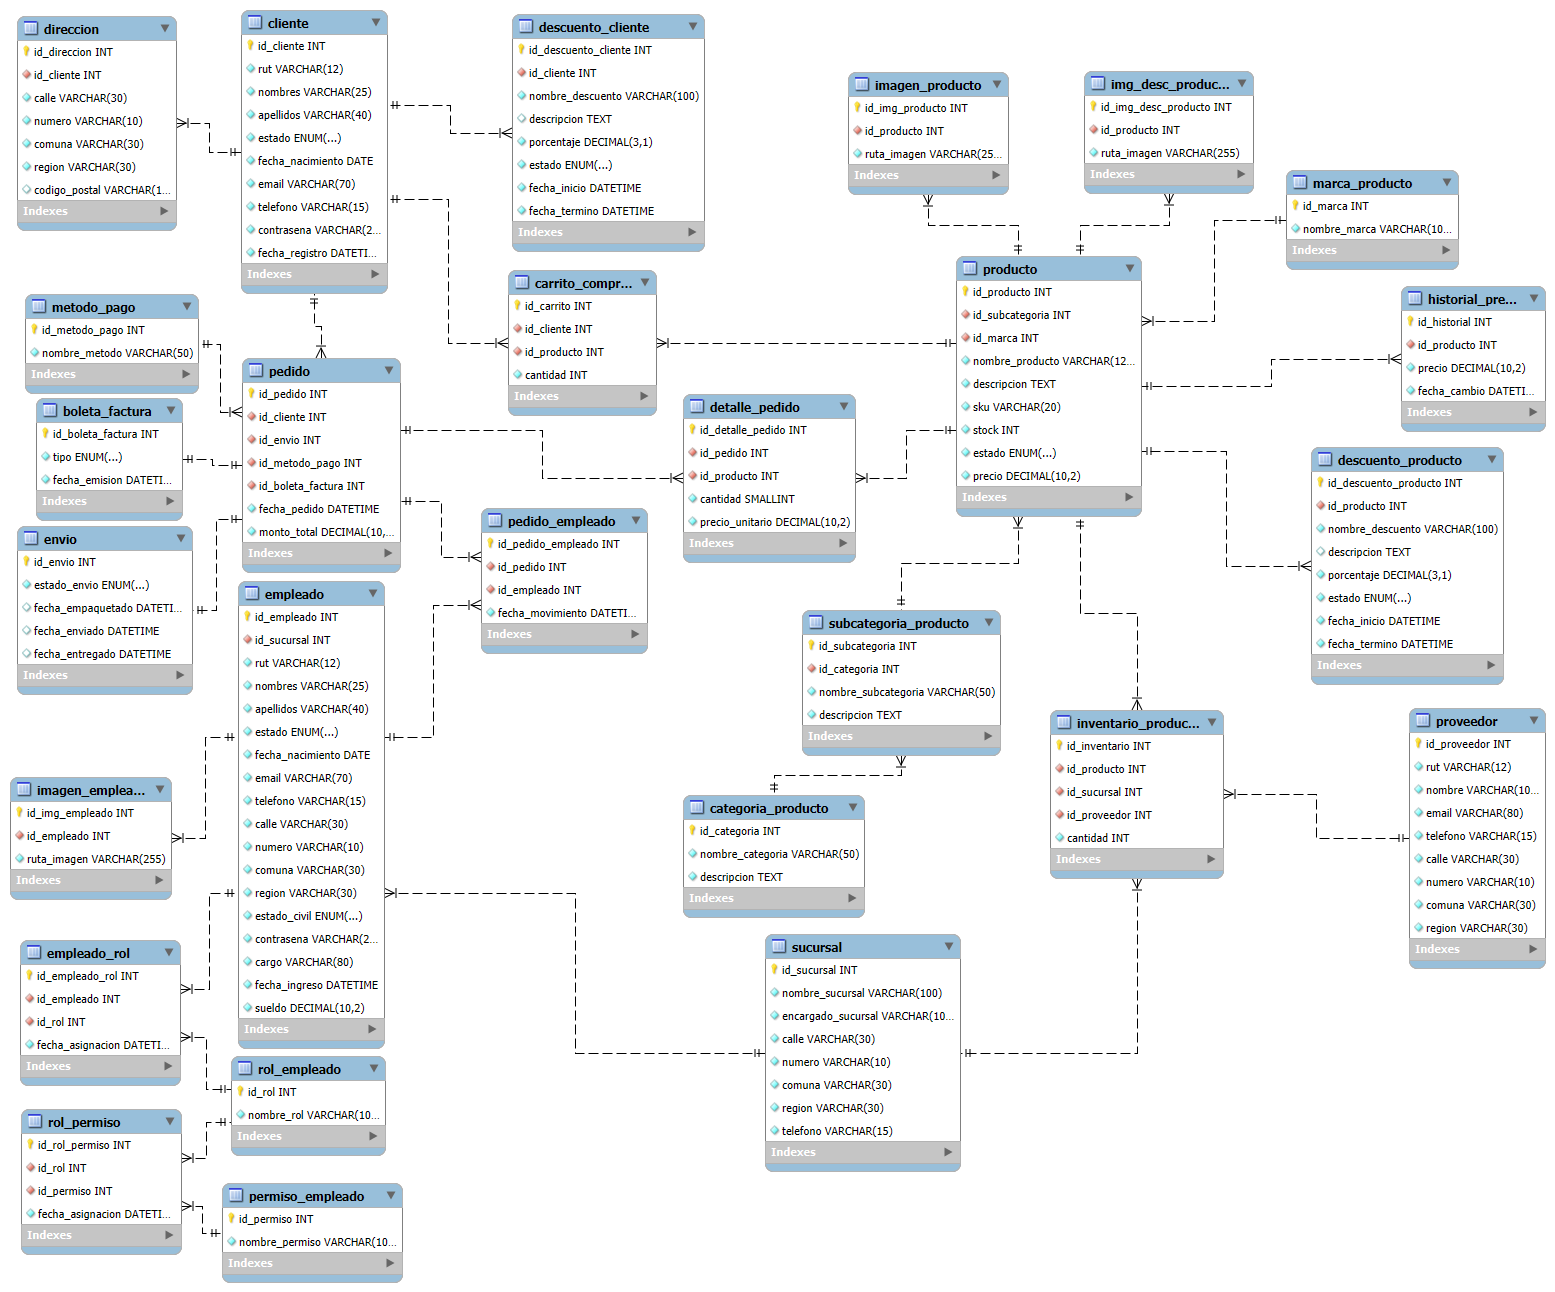 direccion
id_direccion INT
id_cliente INT
calle VARCHAR(30)
numero VARCHAR(10)
comuna VARCHAR(30)
region VARCHAR(30)
codigo_postal VARCHAR(1...
Indexes
cliente
id_cliente INT
rut VARCHAR(12)
nombres VARCHAR(25)
apellidos VARCHAR(40)
estado ENUM(...)
fecha_nacimiento DATE
email VARCHAR(70)
telefono VARCHAR(15)
contrasena VARCHAR(2...
fecha_registro DATETI...
Indexes
descuento_cliente
id_descuento_cliente INT
id_cliente INT
nombre_descuento VARCHAR(100)
descripcion TEXT
porcentaje DECIMAL(3,1)
estado ENUM(...)
fecha_inicio DATETIME
fecha_termino DATETIME
Indexes
imagen_producto
id_img_producto INT
id_producto INT
ruta_imagen VARCHAR(25...
Indexes
img_desc_produc...
id_img_desc_producto INT
id_producto INT
ruta_imagen VARCHAR(255)
Indexes
marca_producto
id_marca INT
nombre_marca VARCHAR(10...
Indexes
metodo_pago
id_metodo_pago INT
nombre_metodo VARCHAR(50)
Indexes
carrito_compr...
id_carrito INT
id_cliente INT
id_producto INT
cantidad INT
Indexes
producto
id_producto INT
id_subcategoria INT
id_marca INT
nombre_producto VARCHAR(12...
descripcion TEXT
sku VARCHAR(20)
stock INT
estado ENUM(...)
precio DECIMAL(10,2)
Indexes
historial_pre...
id_historial INT
id_producto INT
precio DECIMAL(10,2)
fecha_cambio DATETI...
Indexes
boleta_factura
id_boleta_factura INT
tipo ENUM(...)
fecha_emision DATETI...
Indexes
pedido
id_pedido INT
id_cliente INT
id_envio INT
id_metodo_pago INT
id_boleta_factura INT
fecha_pedido DATETIME
monto_total DECIMAL(10,...
Indexes
detalle_pedido
id_detalle_pedido INT
id_pedido INT
id_producto INT
cantidad SMALLINT
precio_unitario DECIMAL(10,2)
Indexes
descuento_producto
id_descuento_producto INT
id_producto INT
nombre_descuento VARCHAR(100)
descripcion TEXT
porcentaje DECIMAL(3,1)
estado ENUM(...)
fecha_inicio DATETIME
fecha_termino DATETIME
Indexes
envio
id_envio INT
estado_envio ENUM(...)
fecha_empaquetado DATETI...
fecha_enviado DATETIME
fecha_entregado DATETIME
Indexes
pedido_empleado
id_pedido_empleado INT
id_pedido INT
id_empleado INT
fecha_movimiento DATETI...
Indexes
empleado
id_empleado INT
id_sucursal INT
rut VARCHAR(12)
nombres VARCHAR(25)
apellidos VARCHAR(40)
estado ENUM(...)
fecha_nacimiento DATE
email VARCHAR(70)
telefono VARCHAR(15)
calle VARCHAR(30)
numero VARCHAR(10)
comuna VARCHAR(30)
region VARCHAR(30)
estado_civil ENUM(...)
contrasena VARCHAR(2...
cargo VARCHAR(80)
fecha_ingreso DATETIME
sueldo DECIMAL(10,2)
Indexes
subcategoria_producto
id_subcategoria INT
id_categoria INT
nombre_subcategoria VARCHAR(50)
descripcion TEXT
Indexes
inventario_produc...
id_inventario INT
id_producto INT
id_sucursal INT
id_proveedor INT
cantidad INT
Indexes
proveedor
id_proveedor INT
rut VARCHAR(12)
nombre VARCHAR(10...
email VARCHAR(80)
telefono VARCHAR(15)
calle VARCHAR(30)
numero VARCHAR(10)
comuna VARCHAR(30)
region VARCHAR(30)
Indexes
imagen_emplea...
id_img_empleado INT
id_empleado INT
ruta_imagen VARCHAR(255)
Indexes
categoria_producto
id_categoria INT
nombre_categoria VARCHAR(50)
descripcion TEXT
Indexes
empleado_rol
id_empleado_rol INT
id_empleado INT
id_rol INT
fecha_asignacion DATETI...
Indexes
sucursal
id_sucursal INT
nombre_sucursal VARCHAR(100)
encargado_sucursal VARCHAR(10...
calle VARCHAR(30)
numero VARCHAR(10)
comuna VARCHAR(30)
region VARCHAR(30)
telefono VARCHAR(15)
Indexes
rol_empleado
id_rol INT
nombre_rol VARCHAR(10...
Indexes
rol_permiso
id_rol_permiso INT
id_rol INT
id_permiso INT
fecha_asignacion DATETI...
Indexes
permiso_empleado
id_permiso INT
nombre_permiso VARCHAR(10...
Indexes